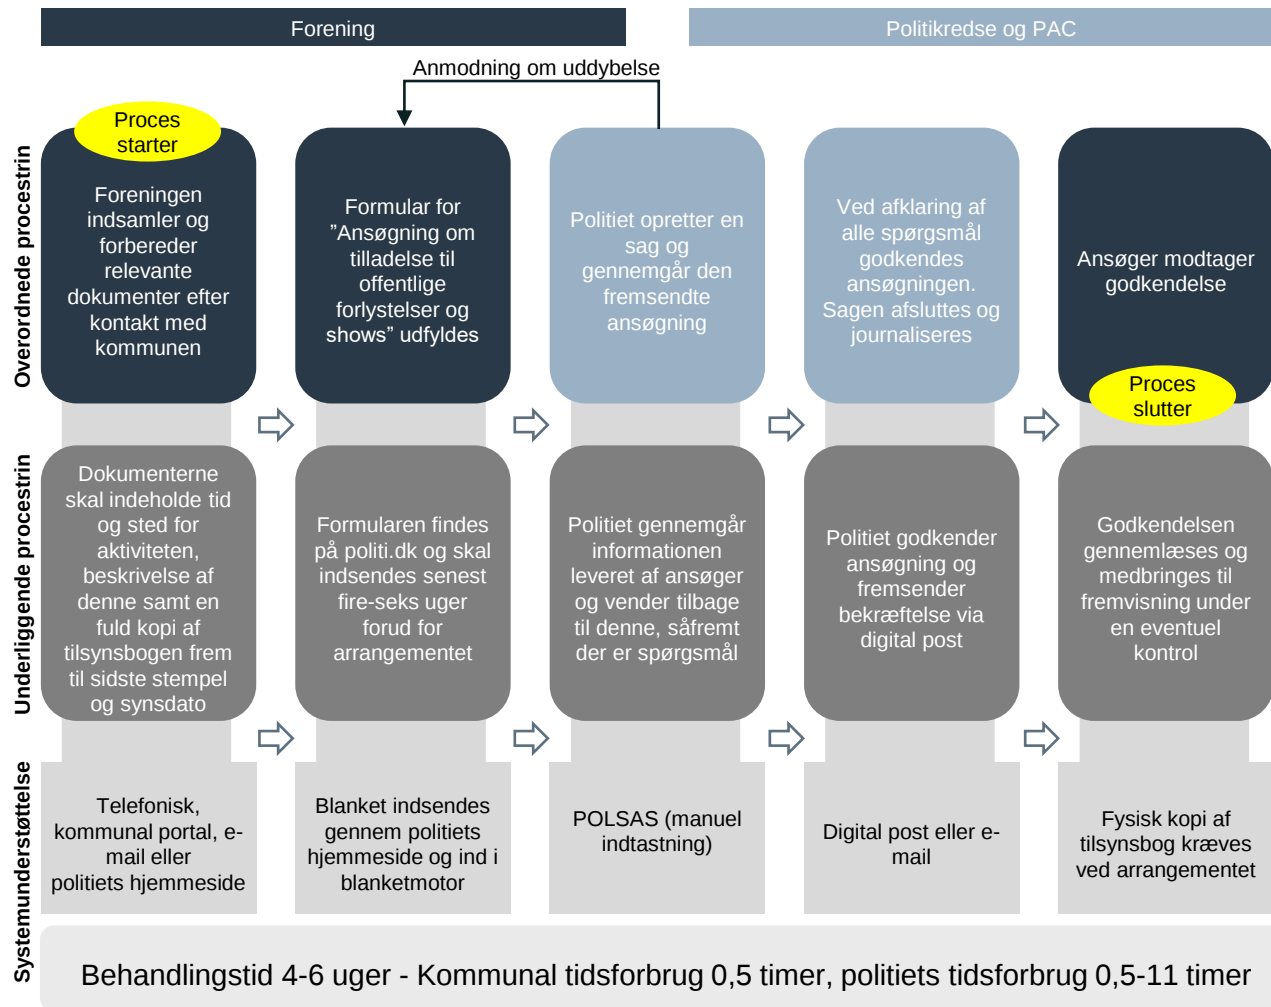 Forening
Politikredse og PAC
Anmodning om uddybelse
Overordnede procestrin
Proces
starter
Foreningen
indsamler og
forbereder
relevante
dokumenter efter
kontakt med
kommunen
Formular for
”Ansøgning om
tilladelse til
offentlige
forlystelser og
shows” udfyldes
Politiet opretter en
sag og
gennemgår den
fremsendte
ansøgning
Ved afklaring af
alle spørgsmål
godkendes
ansøgningen.
Sagen afsluttes og
journaliseres
Ansøger modtager
godkendelse
Proces
slutter
Underliggende procestrin
Dokumenterne
skal indeholde tid
og sted for
aktiviteten,
beskrivelse af
denne samt en
fuld kopi af
tilsynsbogen frem
til sidste stempel
og synsdato
Formularen findes
på politi.dk og skal
indsendes senest
fire-seks uger
forud for
arrangementet
Politiet gennemgår
informationen
leveret af ansøger
og vender tilbage
til denne, såfremt
der er spørgsmål
Politiet godkender
ansøgning og
fremsender
bekræftelse via
digital post
Godkendelsen
gennemlæses og
medbringes til
fremvisning under
en eventuel
kontrol
Systemunderstøttelse
Telefonisk,
kommunal portal, e-
mail eller
politiets hjemmeside
Blanket indsendes
gennem politiets
hjemmeside og ind i
blanketmotor
POLSAS (manuel
indtastning)
Digital post eller e-
mail
Fysisk kopi af
tilsynsbog kræves
ved arrangementet
Behandlingstid 4-6 uger - Kommunal tidsforbrug 0,5 timer, politiets tidsforbrug 0,5-11 timer